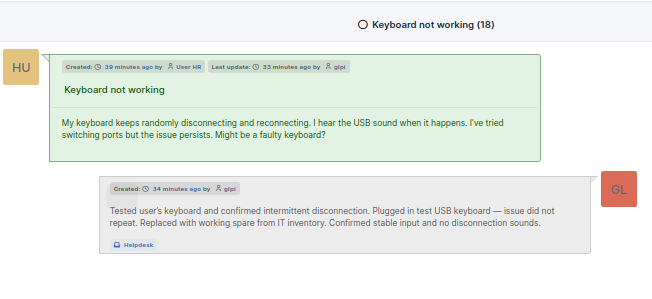 Keyboard not working (18)
HU
Created: 39 minutes ago by User HR Last update: 33 minutes ago by glpi
Keyboard not working
My keyboard keeps randomly disconnecting and reconnecting. I hear the USB sound when it happens. I've tried
switching ports but the issue persists. Might be a faulty keyboard?
GL
Created: 34 minutes ago by glpi
Tested user's keyboard and confirmed intermittent disconnection. Plugged in test USB keyboard — issue did not
repeat. Replaced with working spare from IT inventory. Confirmed stable input and no disconnection sounds.
Helpdesk